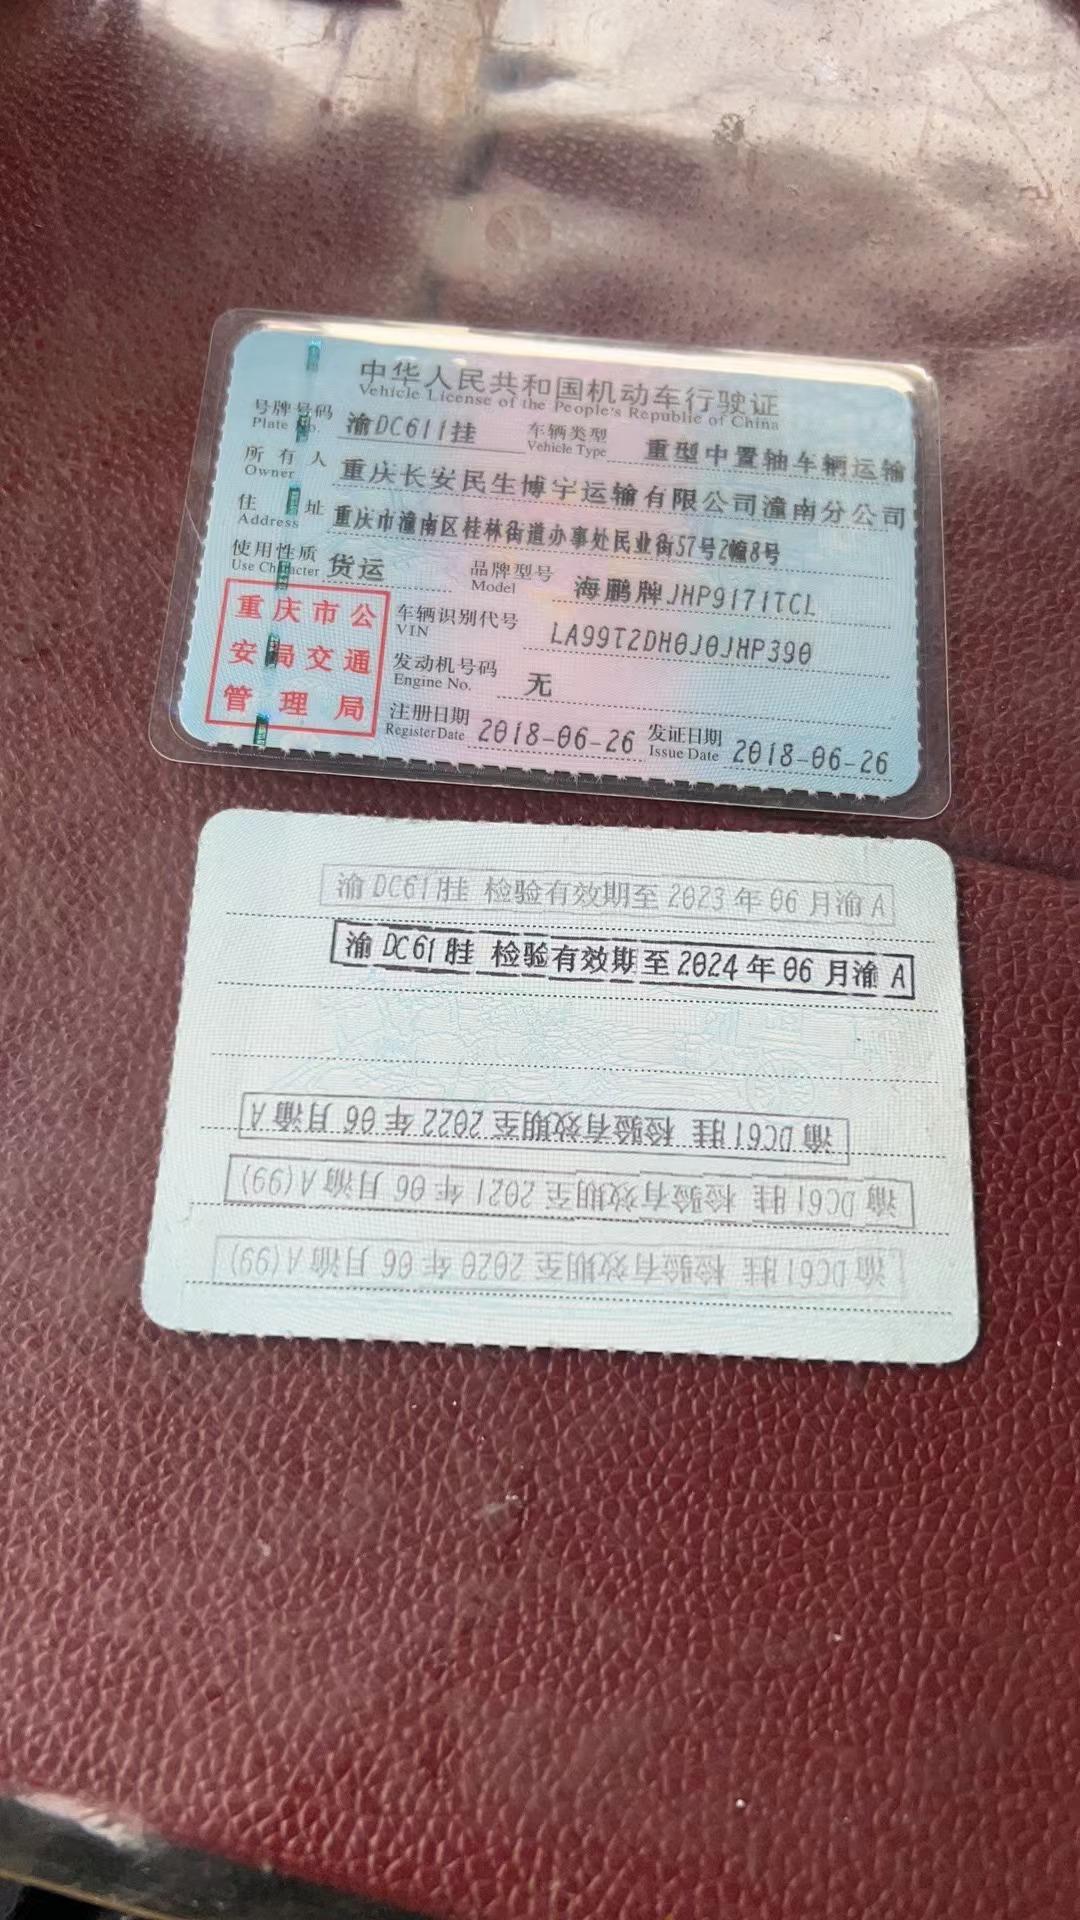 中华人民共和国机动车行驶证
Vehicle License of the People's Republic of China
号牌号码 渝DC611挂 车辆类型 重型中置轴车辆运输
Plate No. Vehicle Type
所有人 重庆长安民生博宇运输有限公司潼南分公司
Owner
住址 重庆市潼南区桂林街道办事处民业街57号2幢8号
Address
使用性质 货运 品牌型号 海鹏牌JHP9171TCL
Use Character Model
重庆市公
安局交通
管理局
车辆识别代号 LA99T2DH0J0JHP390
VIN
发动机号码 无
Engine No.
注册日期 2018-06-26 发证日期 2018-06-26
Register Date Issue Date
渝DC611挂 检验有效期至2023年06月渝A
渝DC611挂 检验有效期至2024年06月渝A
渝DC611挂 检验有效期至2022年06月渝A
渝DC611挂 检验有效期至2021年06月渝A(99)
渝DC611挂 检验有效期至2020年06月渝A(99)